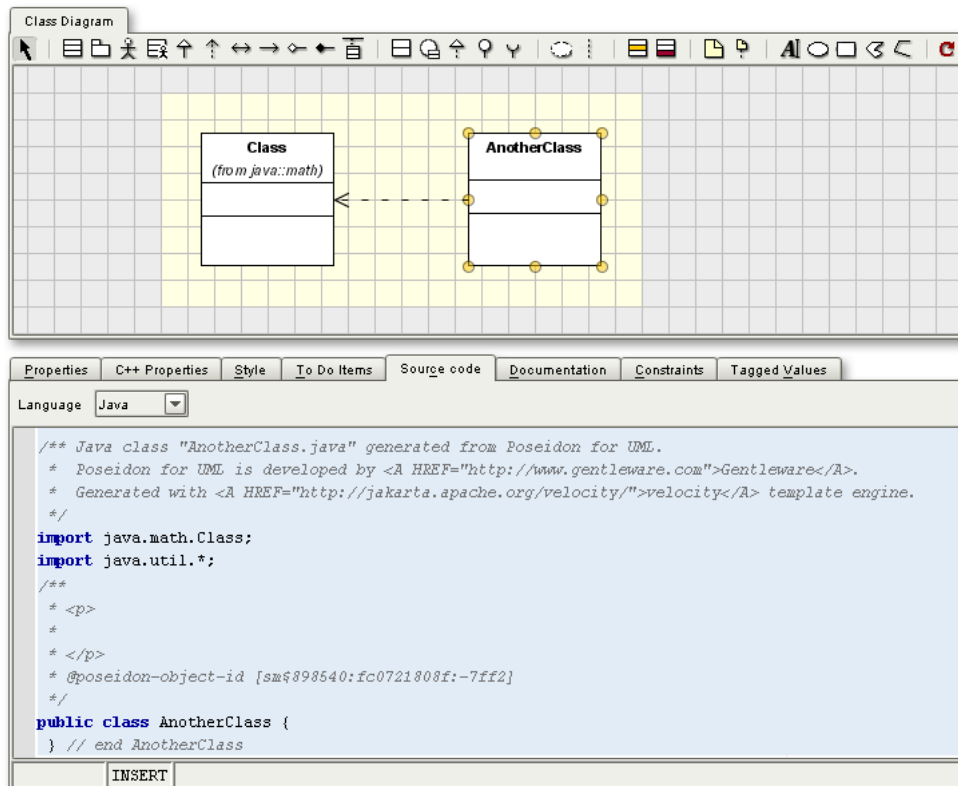 Class Diagram
A
Class
(from java::math)
AnotherClass
Properties C++ Properties Style To Do Items Source code Documentation Constraints Tagged Values
Language Java
/** Java class "AnotherClass.java" generated from Poseidon for UML.
 *  Poseidon for UML is developed by <A HREF="http://www.gentleware.com">Gentleware</A>.
 *  Generated with <A HREF="http://jakarta.apache.org/velocity/">velocity</A> template engine.
 */
import java.math.Class;
import java.util.*;
/**
 * <p>
 *
 * </p>
 * @poseidon-object-id [sm$898540:fc0721808f:-7ff2]
 */
public class AnotherClass {
 } // end AnotherClass
INSERT